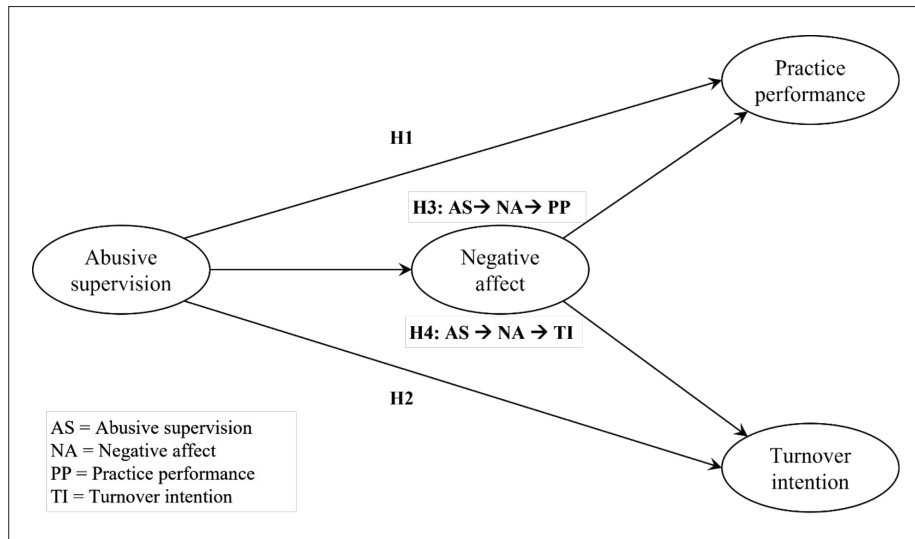 Practice
performance
H1
H3: AS→ NA→ PP
Abusive
supervision
Negative
affect
H4: AS → NA → TI
H2
AS = Abusive supervision
NA = Negative affect
PP = Practice performance
TI = Turnover intention
Turnover
intention